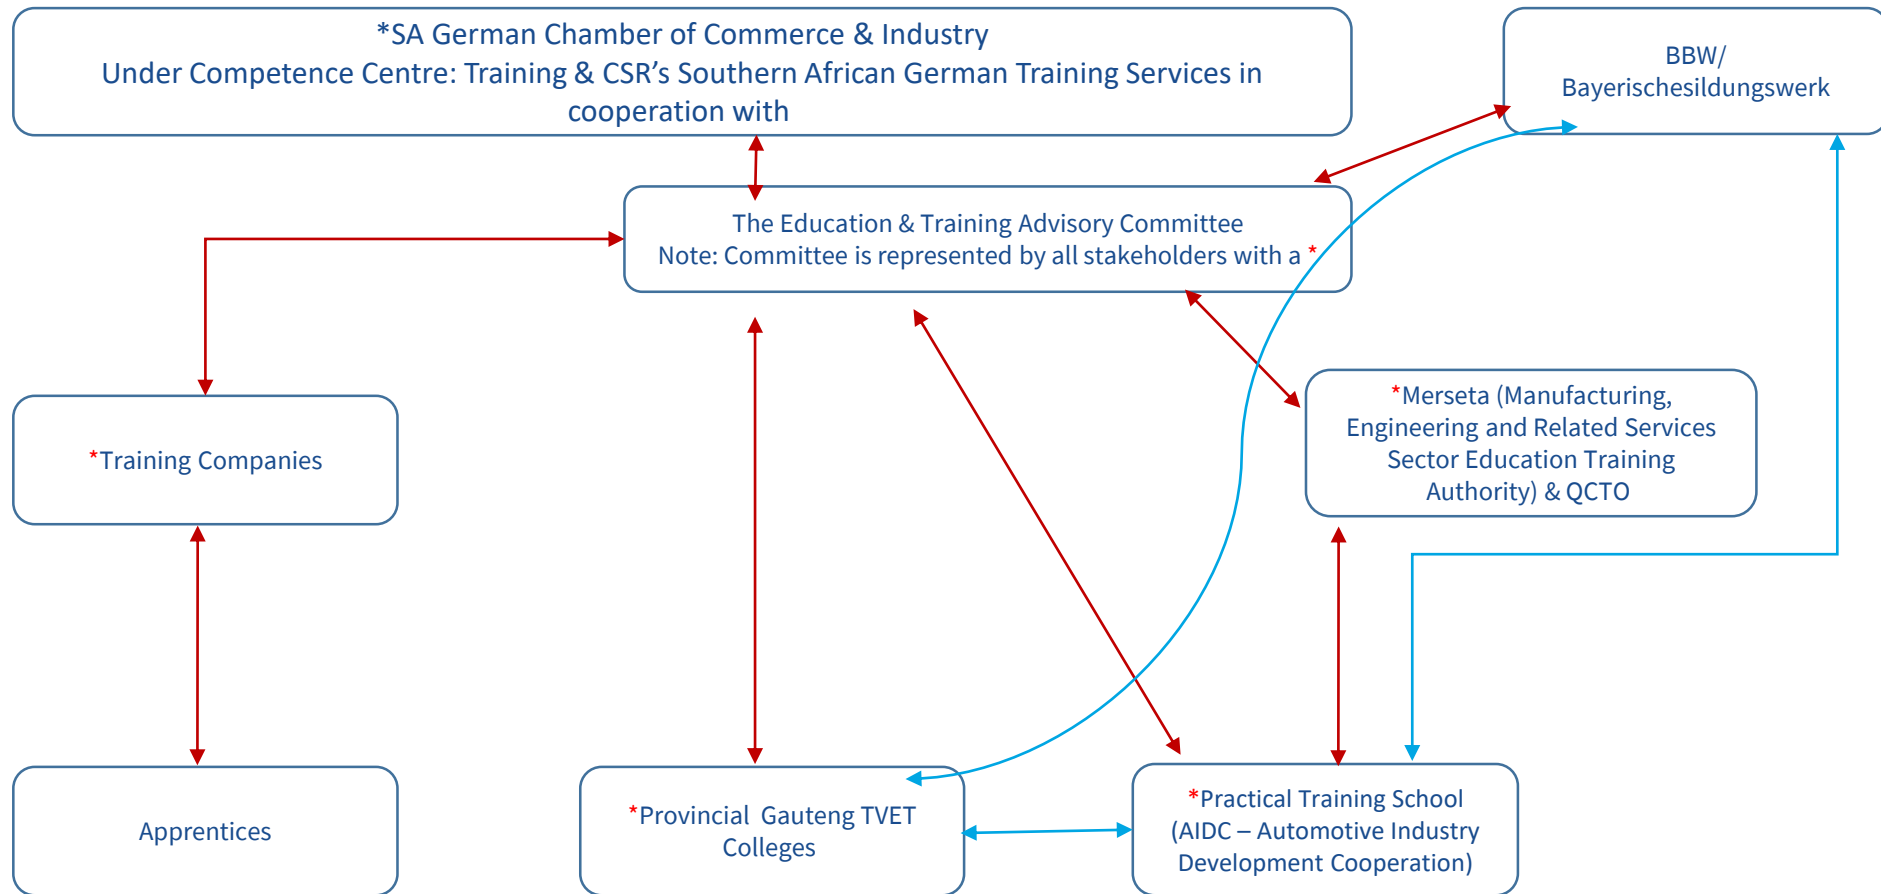 *SA German Chamber of Commerce & Industry
Under Competence Centre: Training & CSR’s Southern African German Training Services in
cooperation with
BBW/
Bayerischesildungswerk
The Education & Training Advisory Committee
Note: Committee is represented by all stakeholders with a *
*Merseta (Manufacturing,
Engineering and Related Services
Sector Education Training
Authority) & QCTO
*Training Companies
Apprentices
*Provincial Gauteng TVET
Colleges
*Practical Training School
(AIDC – Automotive Industry
Development Cooperation)